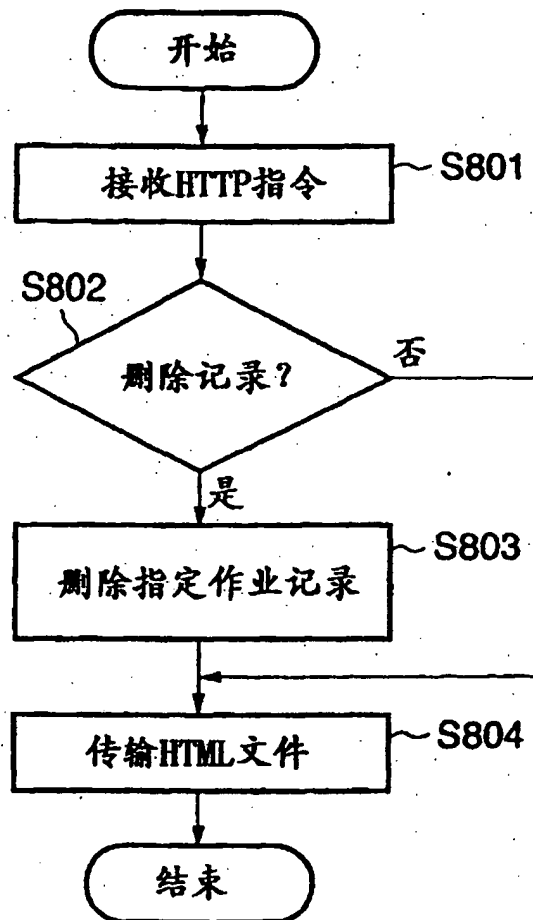 开始
接收HTTP指令
S801
S802
删除记录？
否
是
删除指定作业记录
S803
传输HTML文件
S804
结束